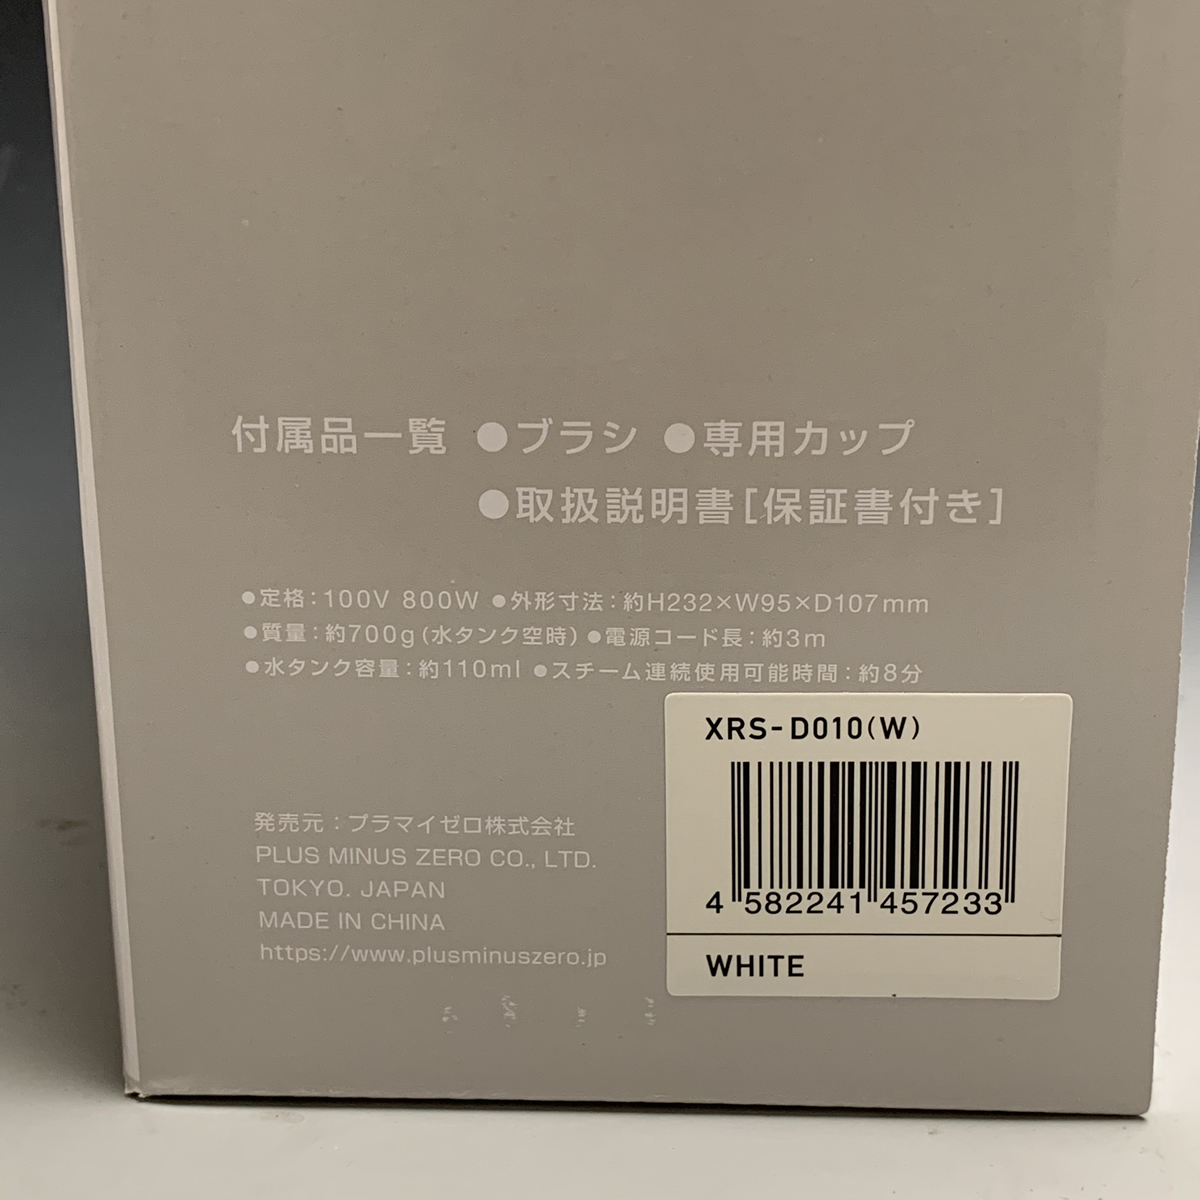 付属品一覧 ●ブラシ ●専用カップ
●取扱説明書[保証書付き]
●定格：100V 800W ●外形寸法：約H232×W95×D107mm
●質量：約700g(水タンク空時) ●電源コード長：約3m
●水タンク容量：約110ml ●スチーム連続使用可能時間：約8分
XRS-D010(W)
4 582241 457233
WHITE
発売元：プラマイゼロ株式会社
PLUS MINUS ZERO CO., LTD.
TOKYO. JAPAN
MADE IN CHINA
https://www.plusminuszero.jp